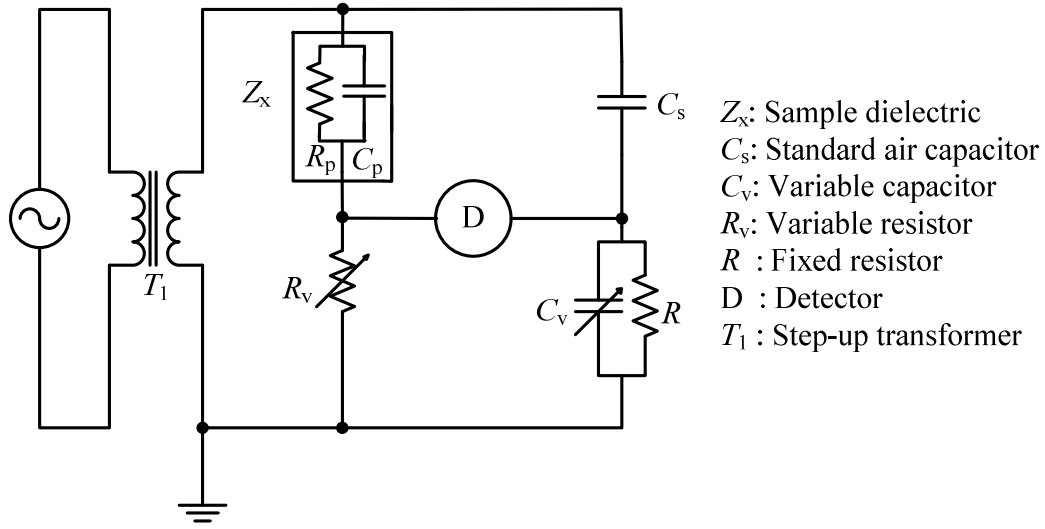 Zx
Rp
Cp
Cs
D
Rv
Cv
R
T1
Zx: Sample dielectric
Cs: Standard air capacitor
Cv: Variable capacitor
Rv: Variable resistor
R : Fixed resistor
D : Detector
T1 : Step-up transformer